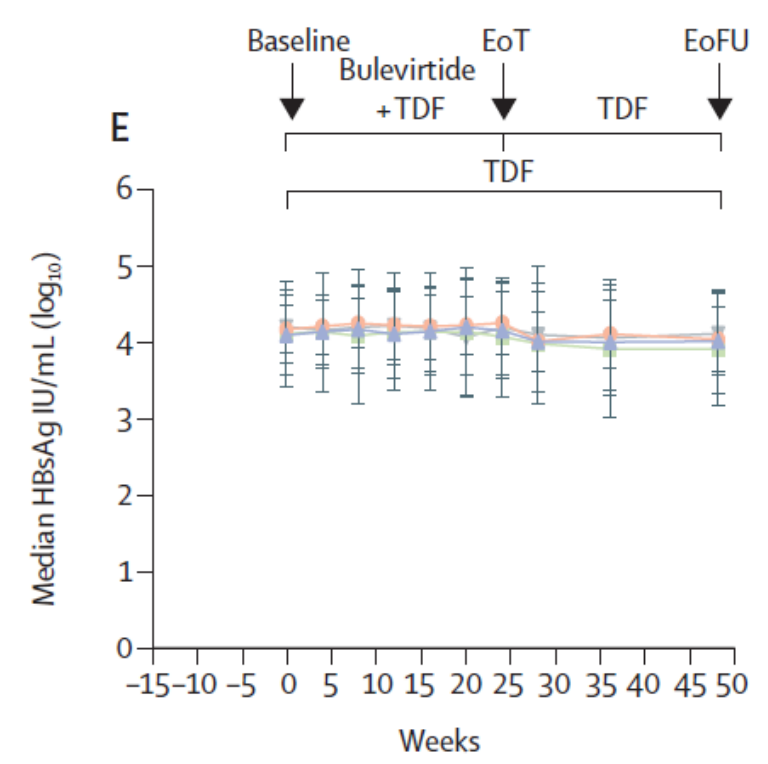 Baseline EoT EoFU
Bulevirtide
+TDF TDF
E
TDF
6
5
4
3
2
1
0
Median HBsAg IU/mL (log₁₀)
–15 –10 –5 0 5 10 15 20 25 30 35 40 45 50
Weeks